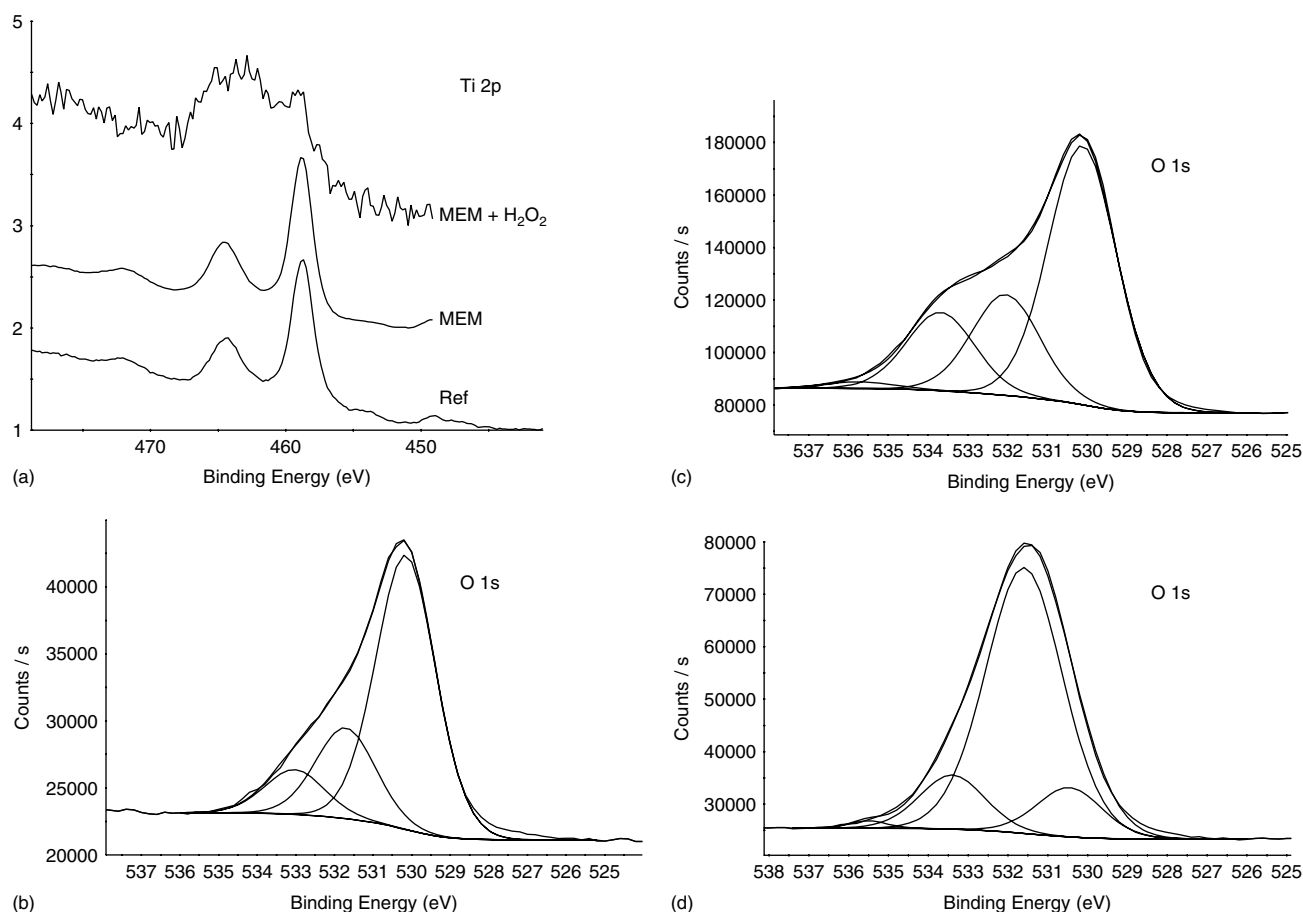 5
4
3
2
1
Ti 2p
MEM + H₂O₂
MEM
Ref
470 460 450
Binding Energy (eV)
(a)
180000
160000
140000
120000
100000
80000
Counts / s
O 1s
537 536 535 534 533 532 531 530 529 528 527 526 525
Binding Energy (eV)
(c)
40000
35000
30000
25000
20000
Counts / s
O 1s
537 536 535 534 533 532 531 530 529 528 527 526 525
Binding Energy (eV)
(b)
80000
70000
60000
50000
40000
30000
Counts / s
O 1s
538 537 536 535 534 533 532 531 530 529 528 527 526 525
Binding Energy (eV)
(d)